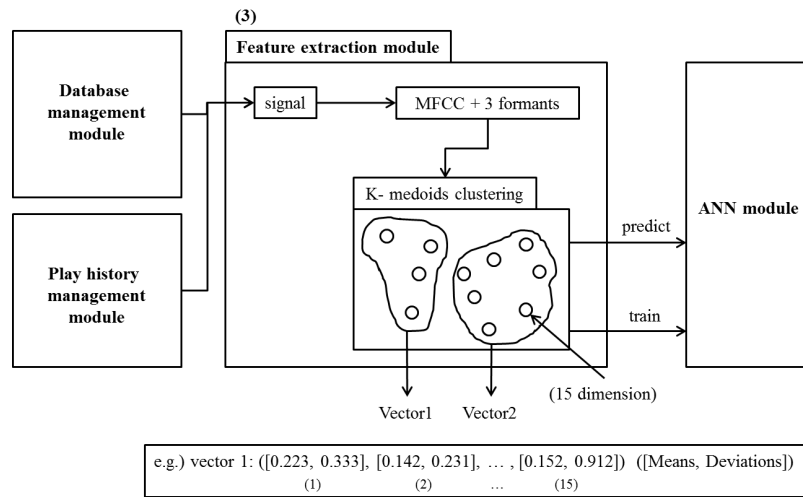 (3)
Feature extraction module
Database
management
module
signal
MFCC + 3 formants
K- medoids clustering
Play history
management
module
ANN module
predict
train
(15 dimension)
Vector1
Vector2
e.g.) vector 1: ([0.223, 0.333], [0.142, 0.231], … , [0.152, 0.912]) ([Means, Deviations])
(1) (2) … (15)